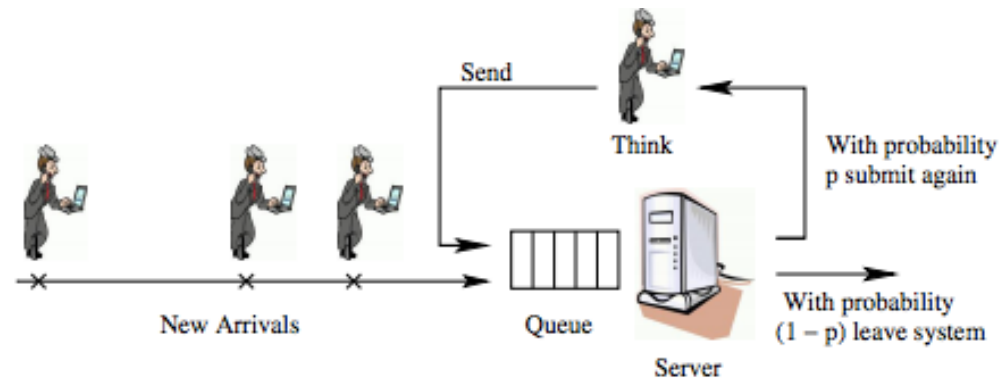 Send
Think
With probability
p submit again
New Arrivals
Queue
Server
With probability
(1 – p) leave system